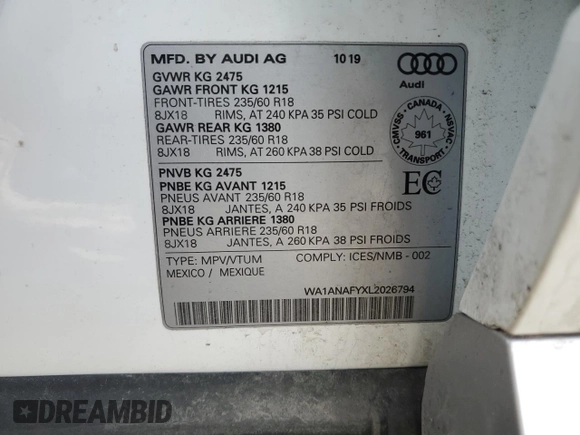 MFD. BY AUDI AG 10 19
GVWR KG 2475
GAWR FRONT KG 1215
FRONT-TIRES 235/60 R18
8JX18 RIMS, AT 240 KPA 35 PSI COLD
GAWR REAR KG 1380
REAR-TIRES 235/60 R18
8JX18 RIMS, AT 260 KPA 38 PSI COLD
Audi
CMVSS - CANADA - NSVAC
961
TRANSPORT
PNVB KG 2475
PNBE KG AVANT 1215
PNEUS AVANT 235/60 R18
8JX18 JANTES, A 240 KPA 35 PSI FROIDS
PNBE KG ARRIERE 1380
PNEUS ARRIERE 235/60 R18
8JX18 JANTES, A 260 KPA 38 PSI FROIDS
EC
TYPE: MPV/VTUM COMPLY: ICES/NMB - 002
MEXICO / MEXIQUE
WA1ANAFYXL2026794
DREAMBID